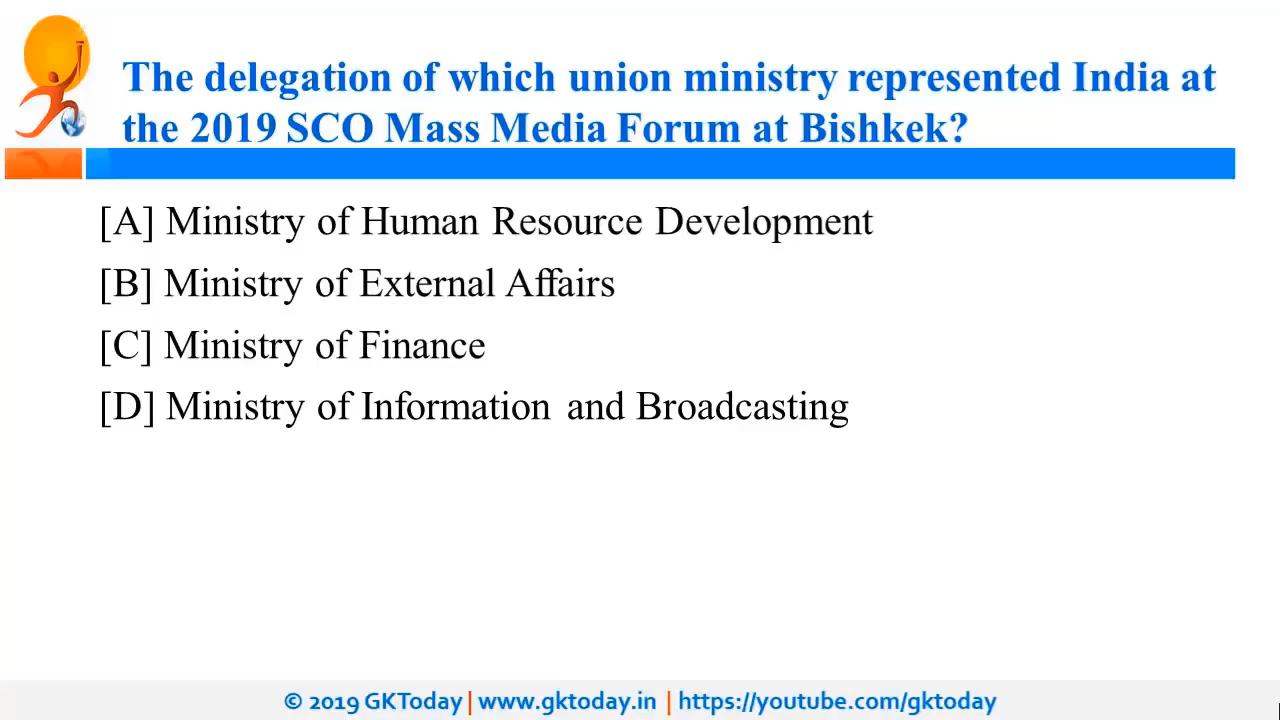 The delegation of which union ministry represented India at
the 2019 SCO Mass Media Forum at Bishkek?
[A] Ministry of Human Resource Development
[B] Ministry of External Affairs
[C] Ministry of Finance
[D] Ministry of Information and Broadcasting
© 2019 GKToday | www.gktoday.in | https://youtube.com/gktoday